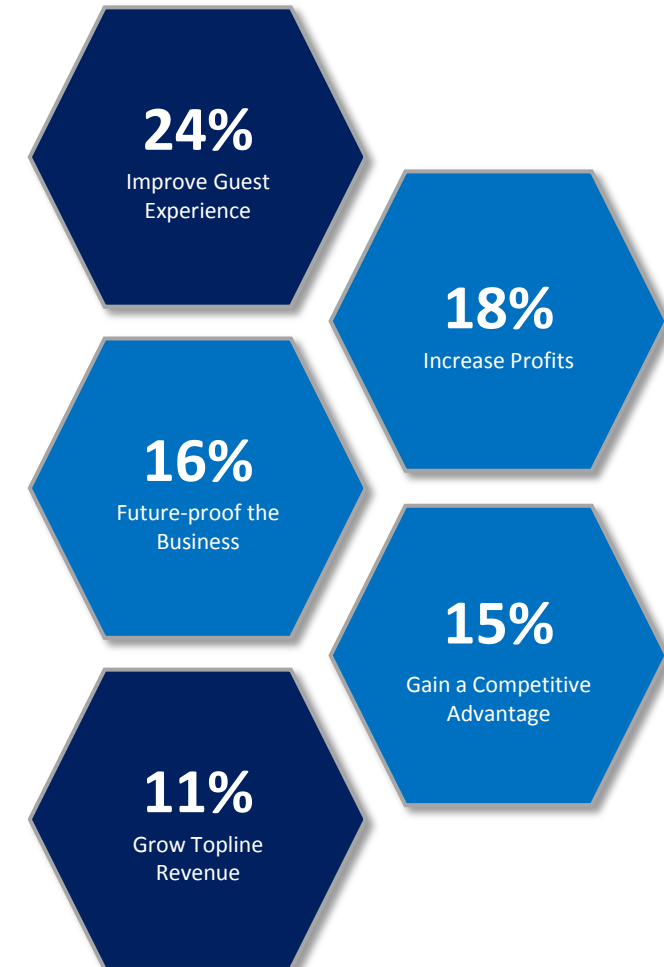 24%
Improve Guest
Experience
18%
Increase Profits
16%
Future-proof the
Business
15%
Gain a Competitive
Advantage
11%
Grow Topline
Revenue